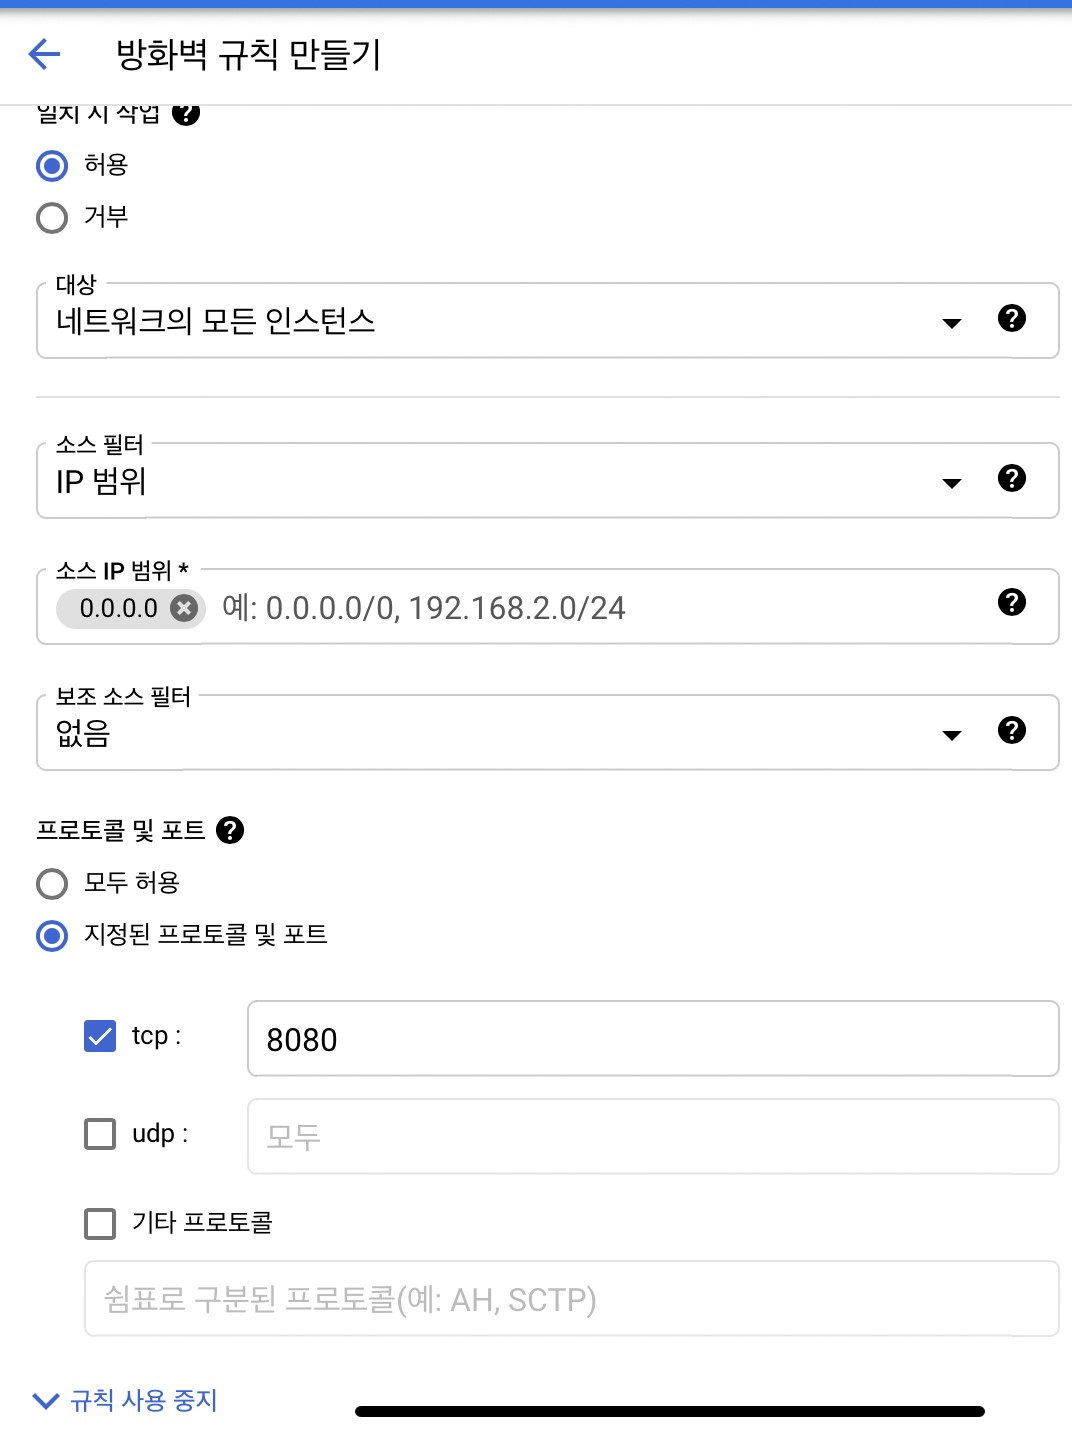 방화벽 규칙 만들기
일치 시 작업
허용
거부
대상
네트워크의 모든 인스턴스
소스 필터
IP 범위
소스 IP 범위 *
0.0.0.0 예: 0.0.0.0/0, 192.168.2.0/24
보조 소스 필터
없음
프로토콜 및 포트
모두 허용
지정된 프로토콜 및 포트
tcp : 8080
udp : 모두
기타 프로토콜
쉼표로 구분된 프로토콜(예: AH, SCTP)
규칙 사용 중지